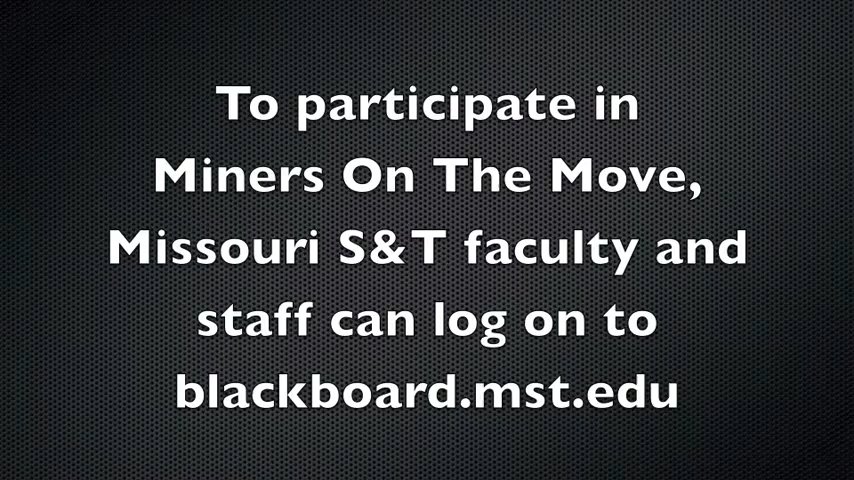 To participate in
Miners On The Move,
Missouri S&T faculty and
staff can log on to
blackboard.mst.edu